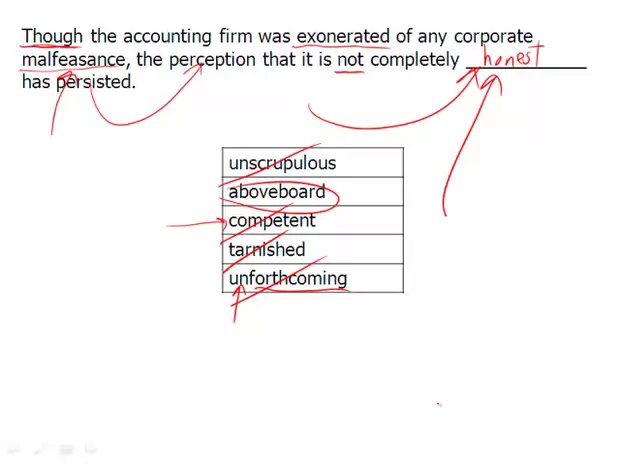 Though the accounting firm was exonerated of any corporate
malfeasance, the perception that it is not completely honest
has persisted.
unscrupulous
aboveboard
competent
tarnished
unforthcoming